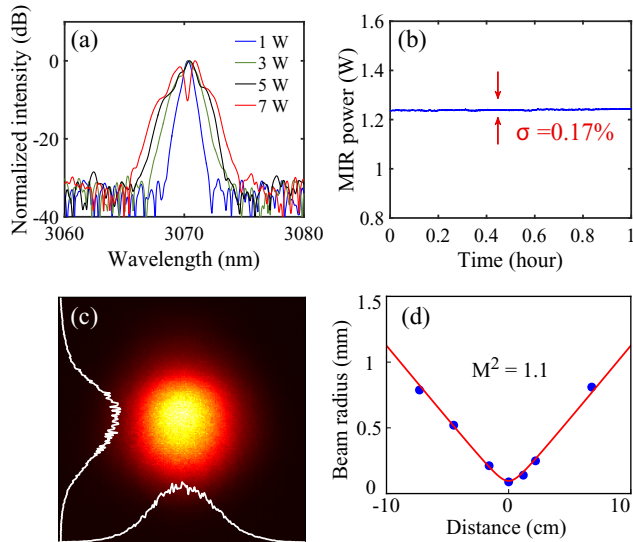 (a)
Normalized intensity (dB)
0
-20
-40
1 W
3 W
5 W
7 W
3060
3070
3080
Wavelength (nm)
(b)
MIR power (W)
1.6
1.4
1.2
1
0.8
σ =0.17%
0
0.2
0.4
0.6
0.8
1
Time (hour)
(c)
(d)
Beam radius (mm)
1.5
1
0.5
0
M² = 1.1
-10
0
10
Distance (cm)